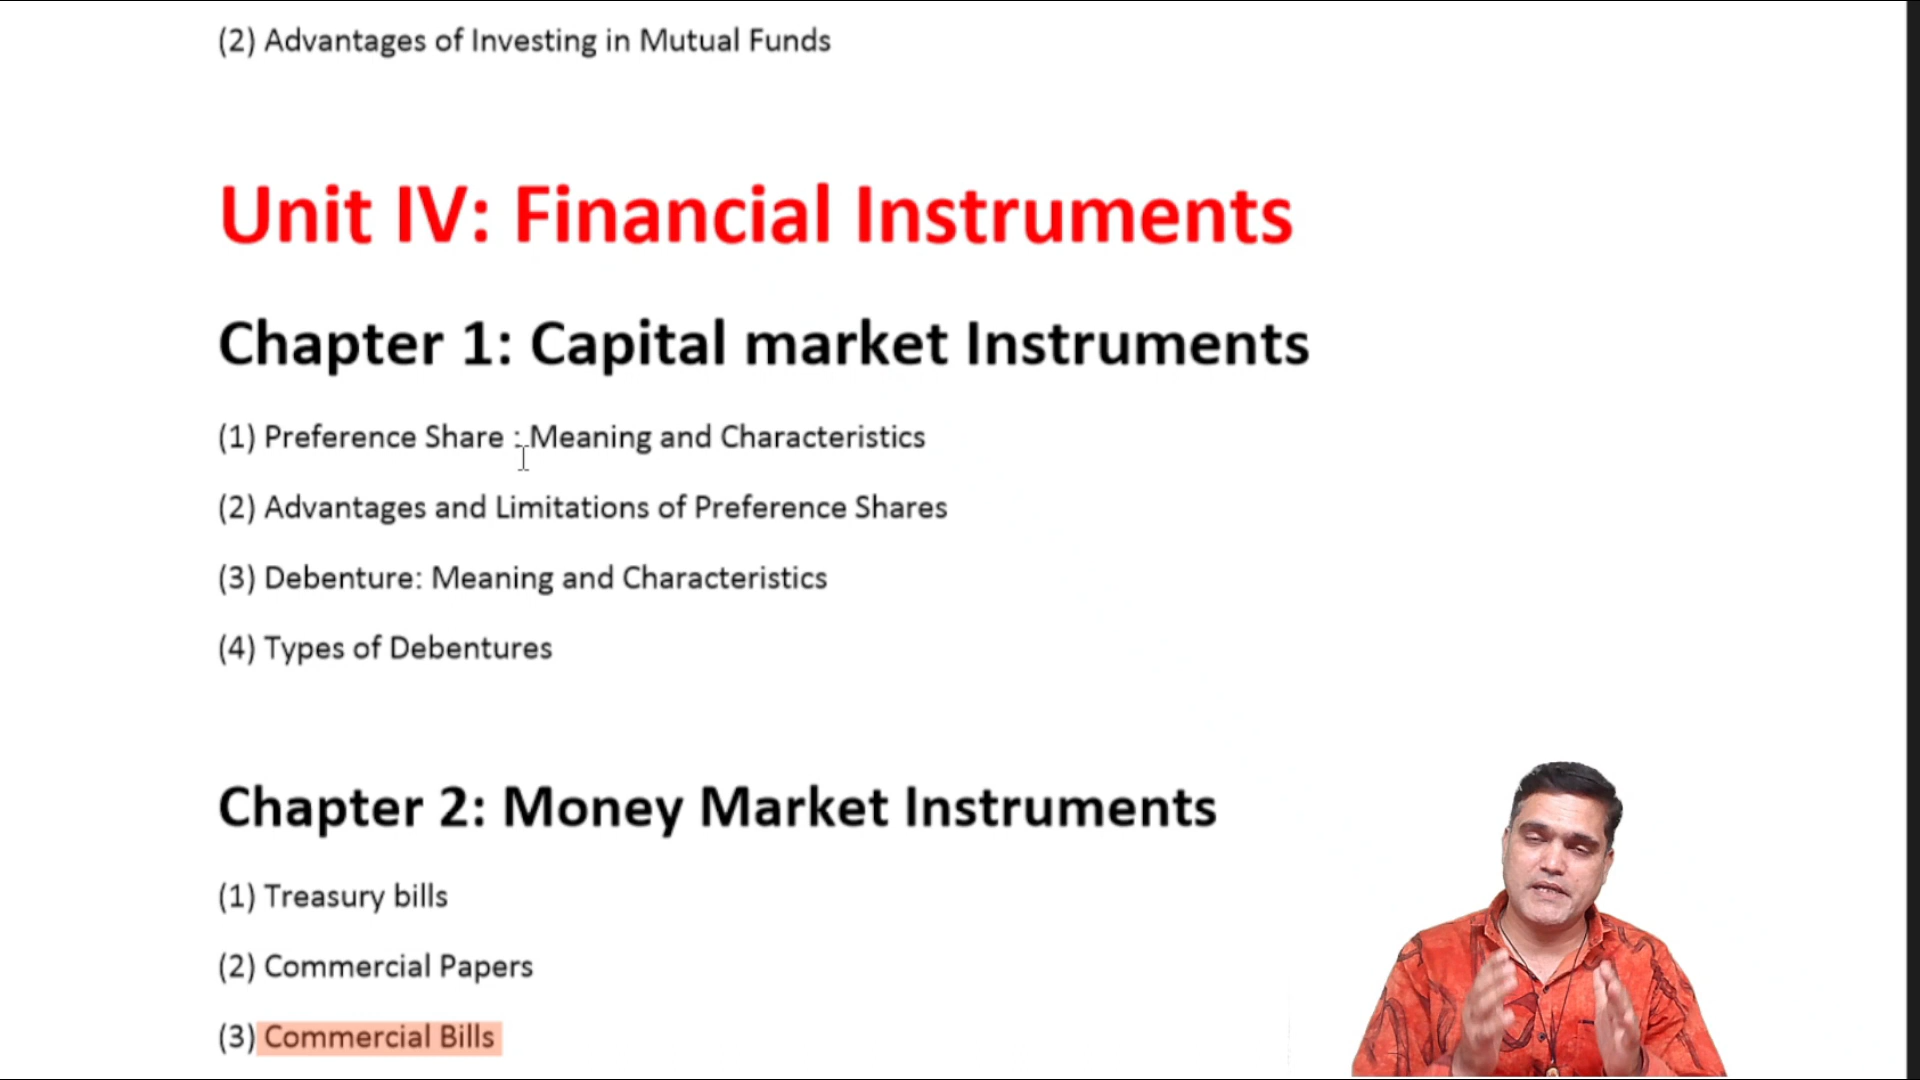 (2) Advantages of Investing in Mutual Funds
Unit IV: Financial Instruments
Chapter 1: Capital market Instruments
(1) Preference Share : Meaning and Characteristics
(2) Advantages and Limitations of Preference Shares
(3) Debenture: Meaning and Characteristics
(4) Types of Debentures
Chapter 2: Money Market Instruments
(1) Treasury bills
(2) Commercial Papers
(3) Commercial Bills